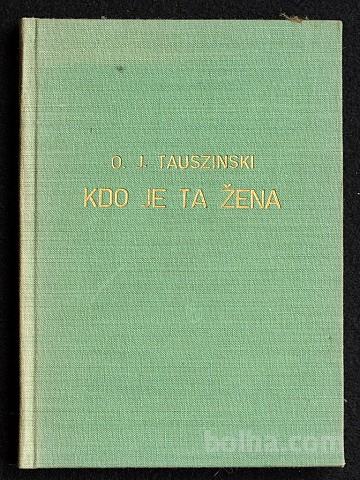 O. J. TAUSZINSKI
KDO JE TA ŽENA
bolha.com